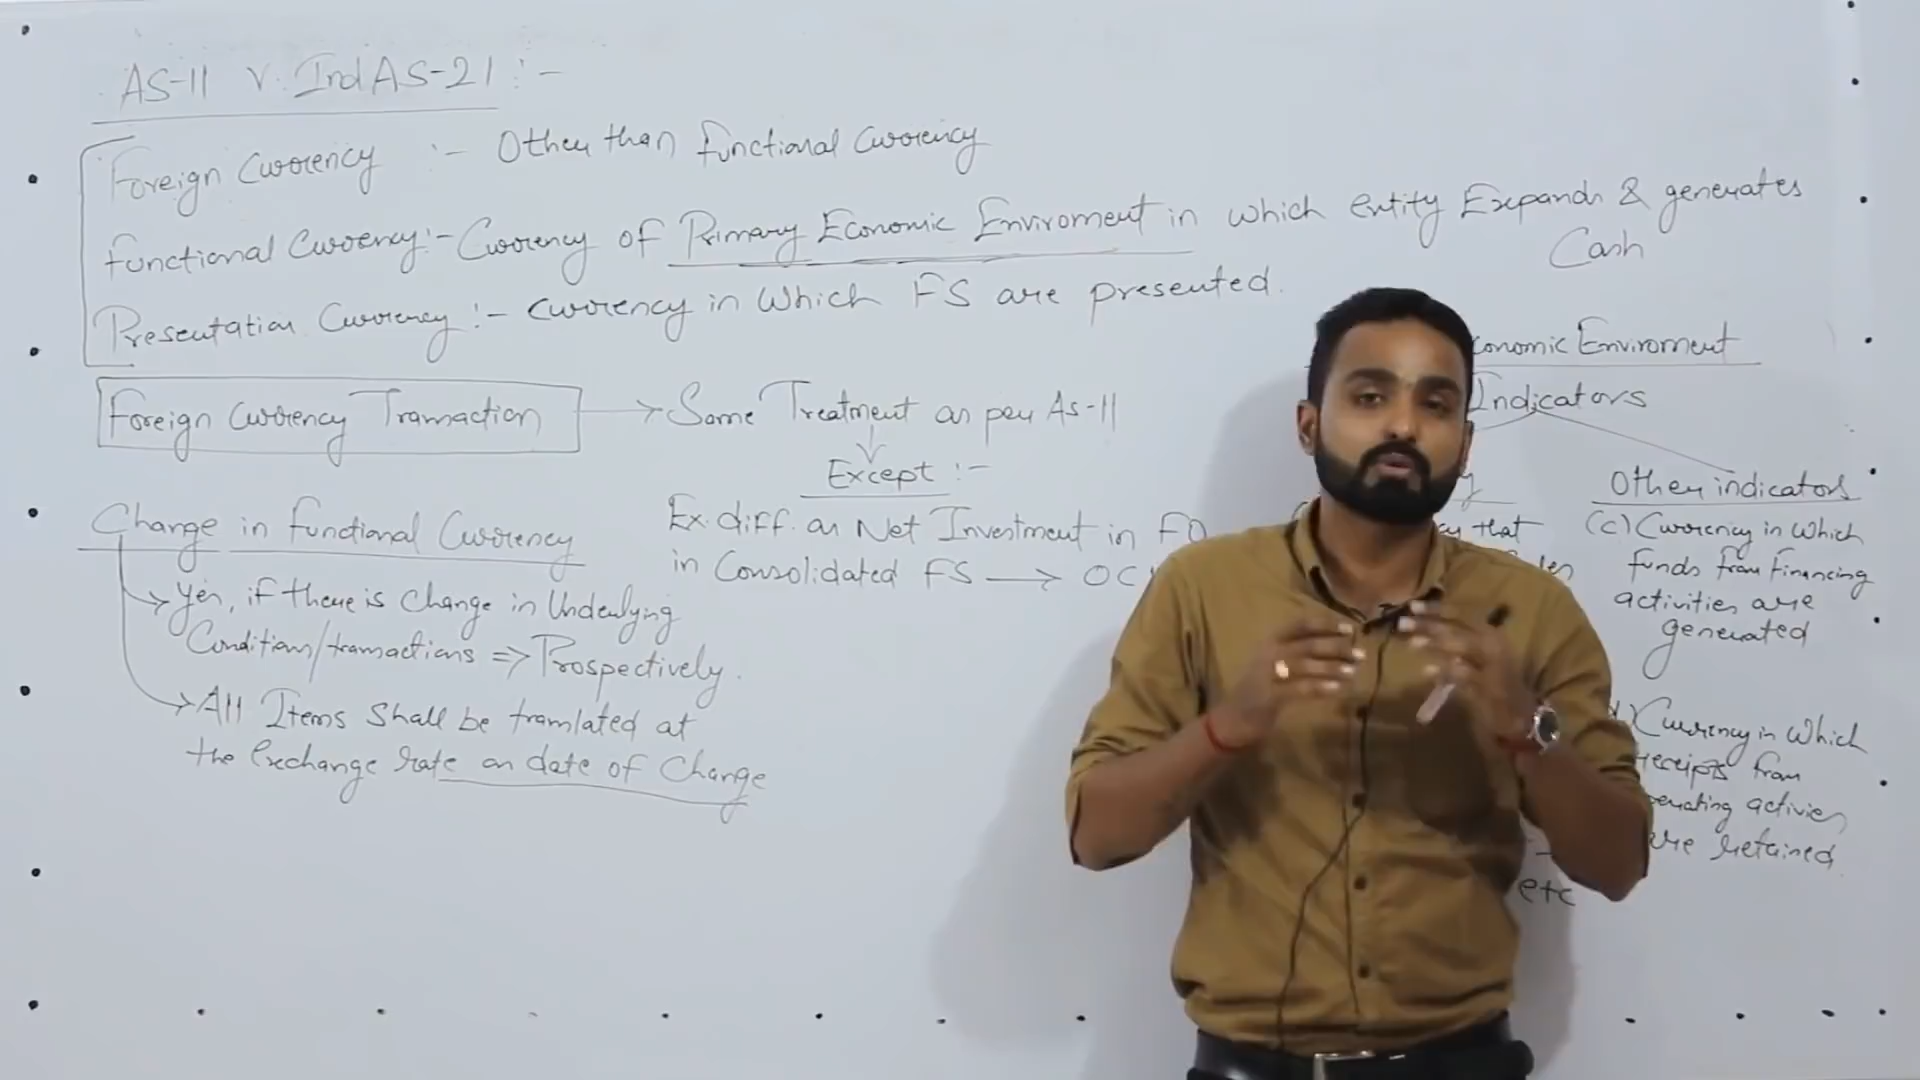 AS-11 v. Ind AS-21 :-
Foreign Currency :- Other than functional Currency
functional Currency :- Currency of Primary Economic Enviroment in which entity Expands & generates
Cash
Presentation Currency :- Currency in Which FS are presented.
Foreign Currency Transaction → Same Treatment as per AS-11
Except :-
Ex. diff. on Net Investment in FO
in Consolidated FS → OC
Change in functional Currency
→ Yes, if there is Change in Underlying
Conditions/transactions ⇒ Prospectively.
→ All Items Shall be translated at
the Exchange rate on date of Change
conomic Enviroment
Indicators
that
etc
Other indicators
(c) Currency in Which
funds from Financing
activities are
generated
) Currency in Which
receipts from
perating activies
are retained.